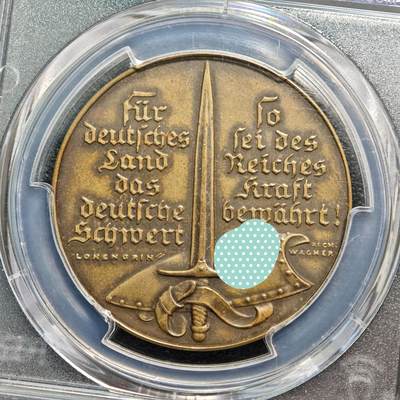 Für
deutsches
Land
das
deutsche
Schwert
"LOHENGRIN"
So
sei des
Reiches
Kraft
bewährt!
RICH.
WAGNER